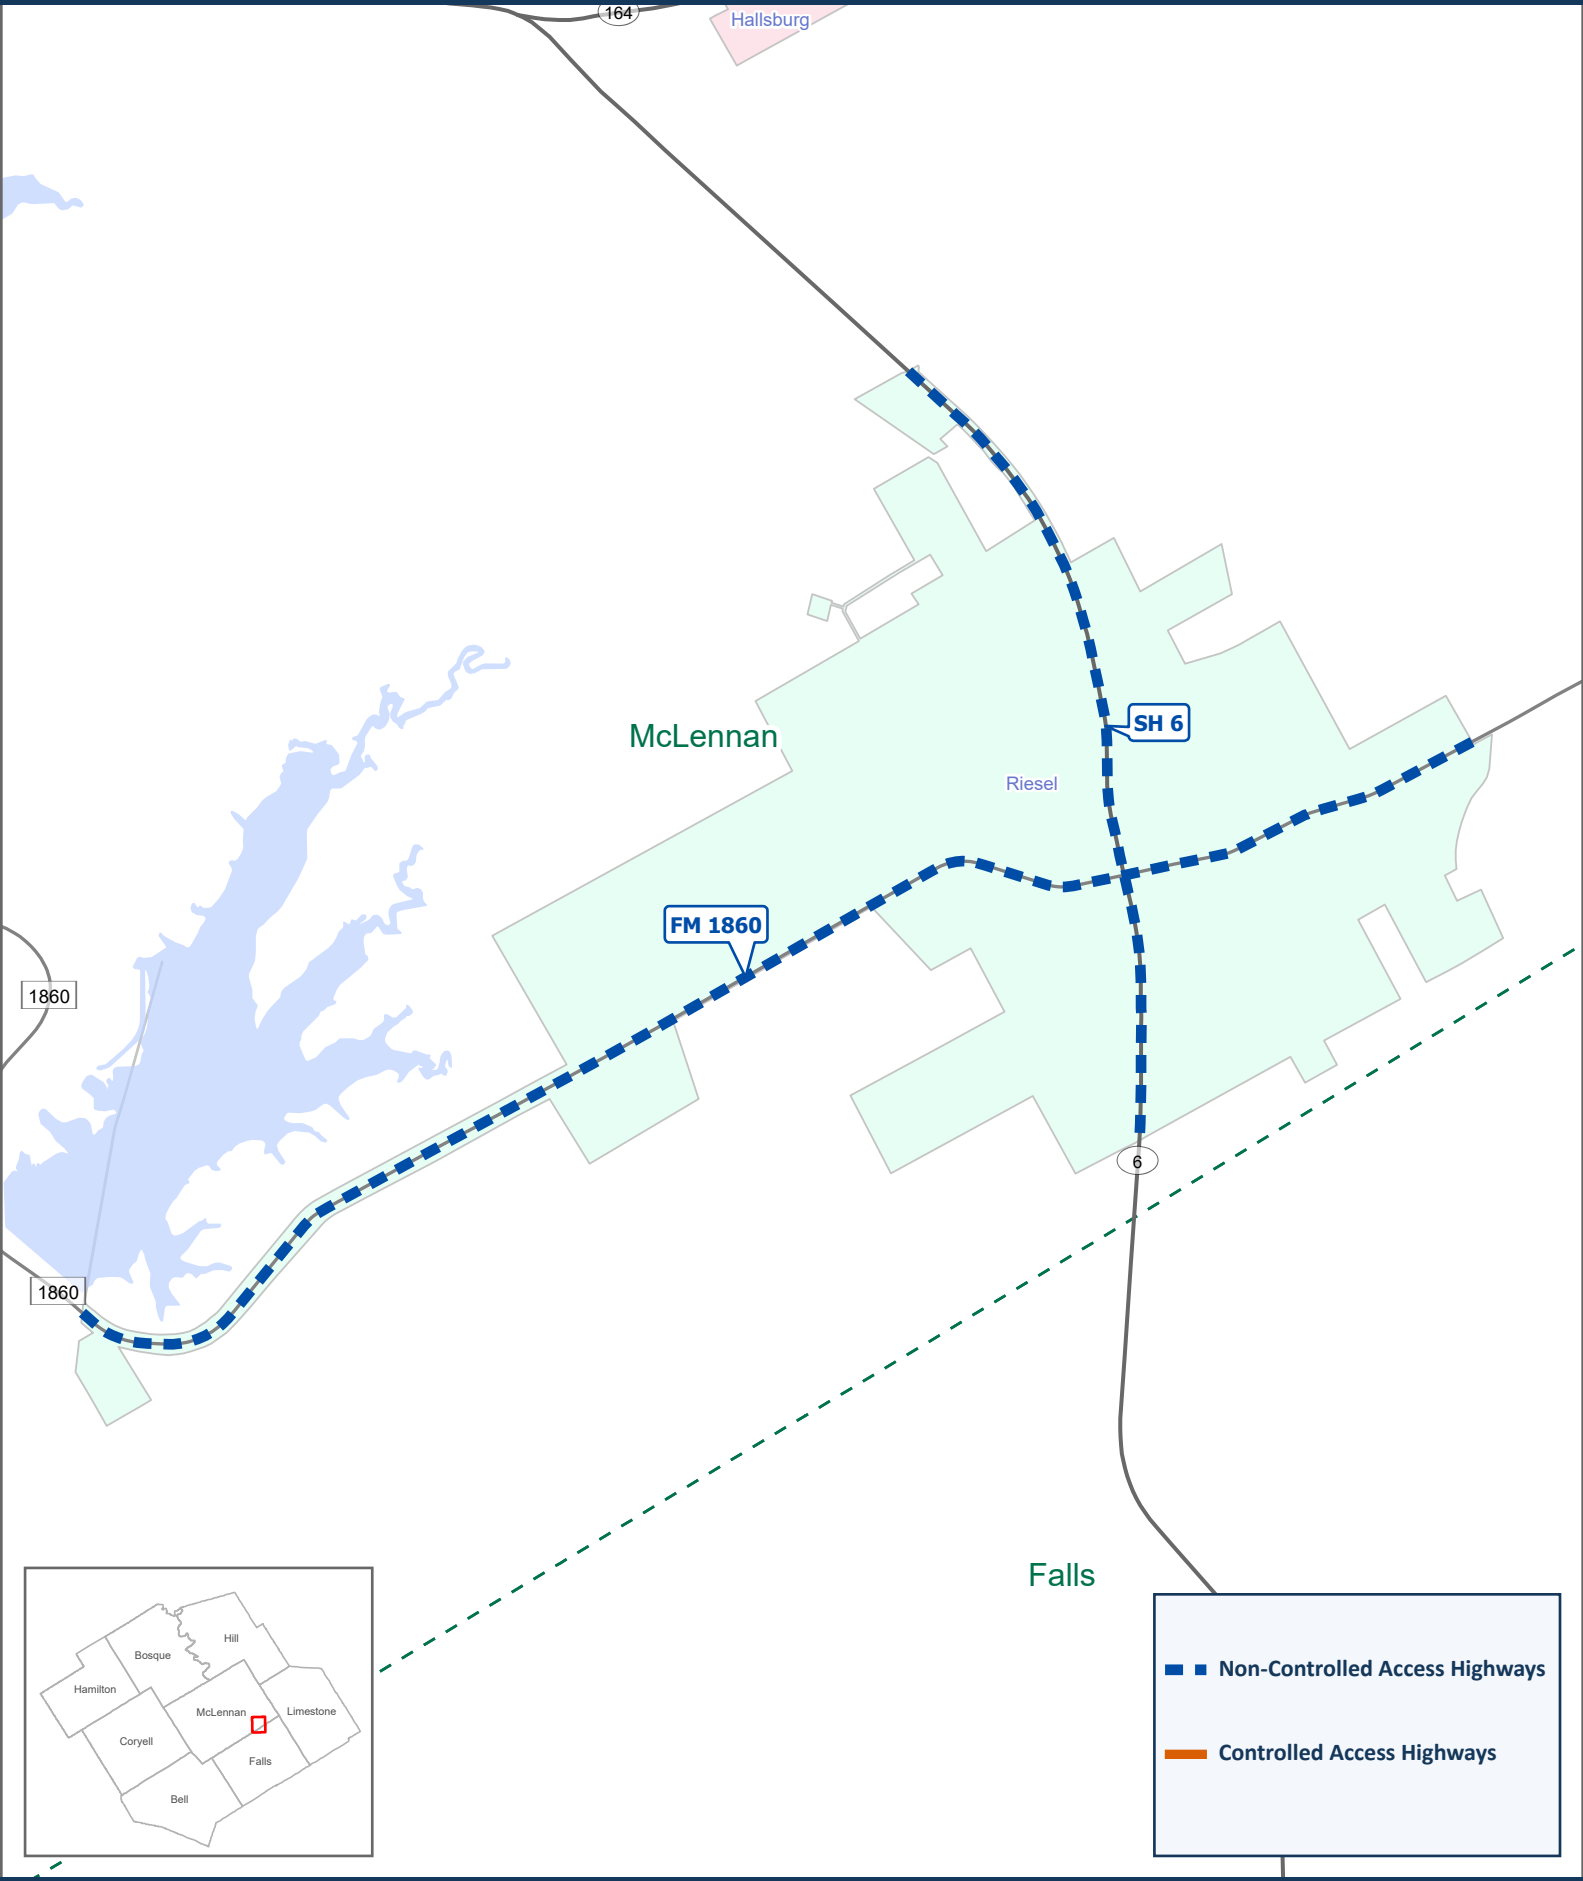 164
Hallsburg
McLennan
SH 6
Riesel
FM 1860
1860
6
1860
Falls
Bosque
Hill
Hamilton
McLennan
Limestone
Coryell
Falls
Bell
Non-Controlled Access Highways
Controlled Access Highways